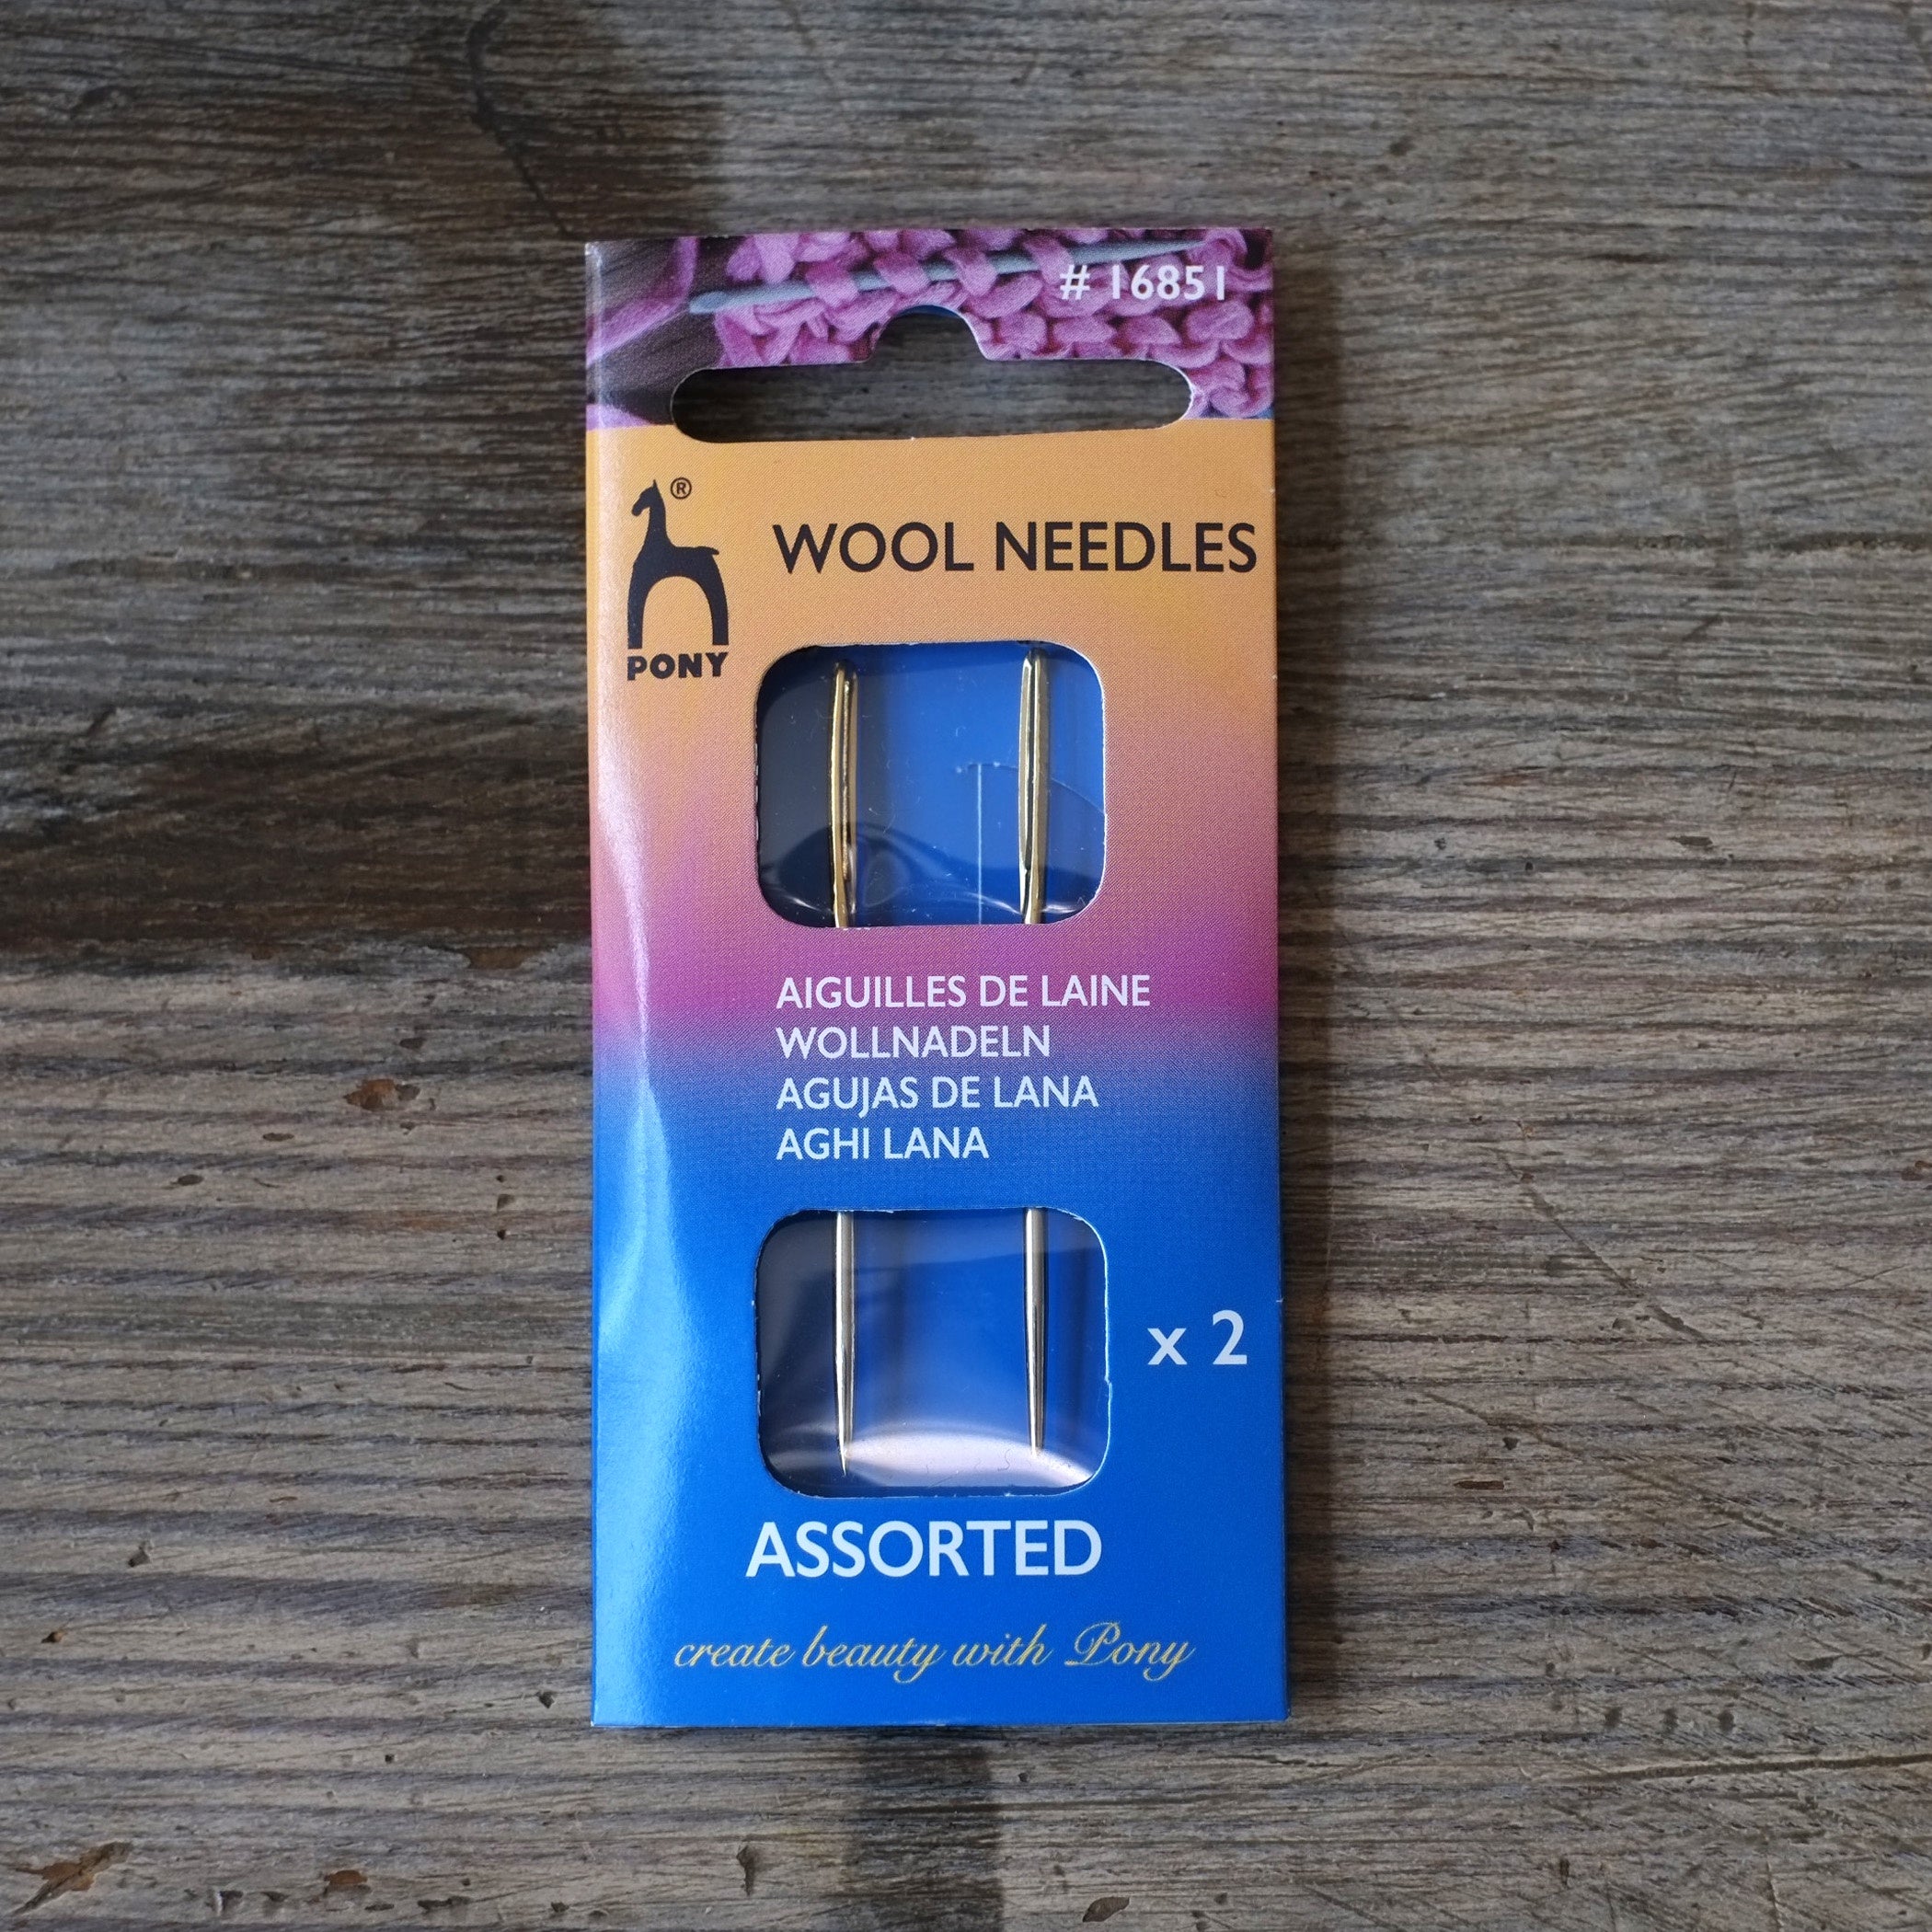 # 16851
®
WOOL NEEDLES
PONY
AIGUILLES DE LAINE
WOLLNADELN
AGUJAS DE LANA
AGHI LANA
x 2
ASSORTED
create beauty with Pony